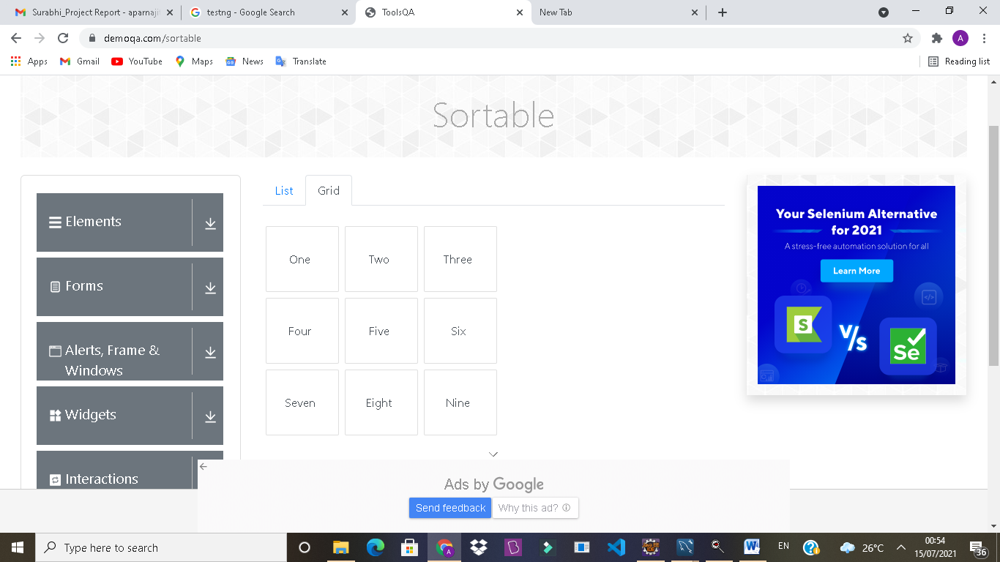 Surabhi_Project Report - aparnajit
testng - Google Search
ToolsQA
New Tab
demoqa.com/sortable
A
Apps
Gmail
YouTube
Maps
News
Translate
Reading list
Sortable
Elements
Forms
Alerts, Frame &
Windows
Widgets
Interactions
List
Grid
One
Two
Three
Four
Five
Six
Seven
Eight
Nine
Your Selenium Alternative
for 2021
A stress-free automation solution for all
Learn More
S
V/S
Se
Ads by Google
Send feedback
Why this ad?
Type here to search
EN
26°C
00:54
15/07/2021
36